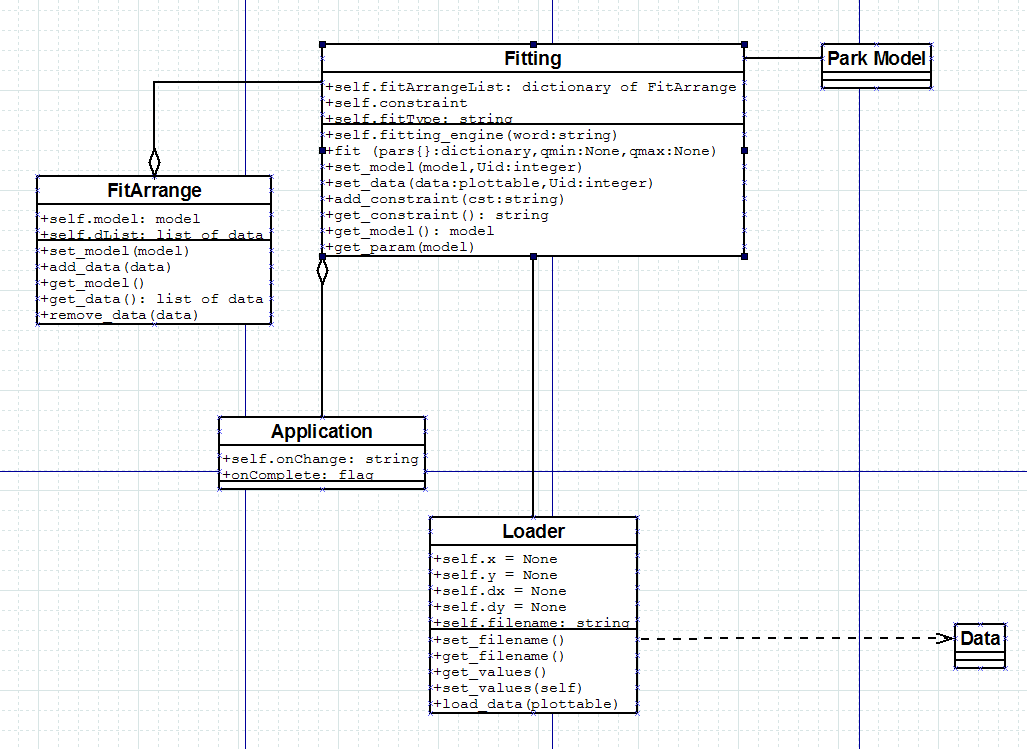 Fitting
+self.fitArrangeList: dictionary of FitArrange
+self.constraint
+self.fitType: string
+self.fitting_engine(word:string)
+fit (pars{}:dictionary,qmin:None,qmax:None)
+set_model(model,Uid:integer)
+set_data(data:plottable,Uid:integer)
+add_constraint(cst:string)
+get_constraint(): string
+get_model(): model
+get_param(model)
Park Model
FitArrange
+self.model: model
+self.dList: list of data
+set_model(model)
+add_data(data)
+get_model()
+get_data(): list of data
+remove_data(data)
Application
+self.onChange: string
+onComplete: flag
Loader
+self.x = None
+self.y = None
+self.dx = None
+self.dy = None
+self.filename: string
+set_filename()
+get_filename()
+get_values()
+set_values(self)
+load_data(plottable)
Data